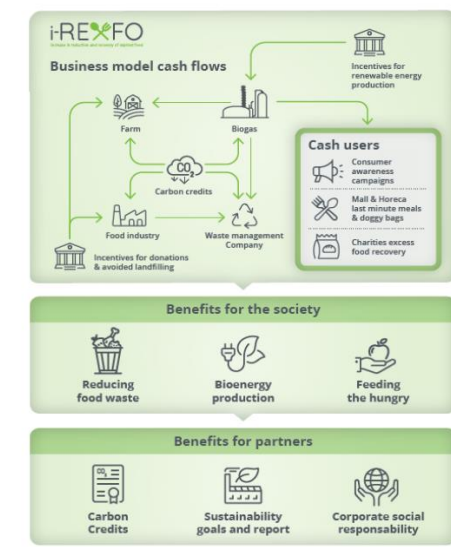 i-REXFO
Business model cash flows
Incentives for
renewable energy
production
Farm
Biogas
Cash users
Consumer
awareness
campaigns
Mall & Horeca
last minute meals
& doggy bags
Charities excess
food recovery
CO2
Carbon credits
Food industry
Waste management
Company
Incentives for donations
& avoided landfilling
Benefits for the society
Reducing
food waste
Bioenergy
production
Feeding
the hungry
Benefits for partners
Carbon
Credits
Sustainability
goals and report
Corporate social
responsability